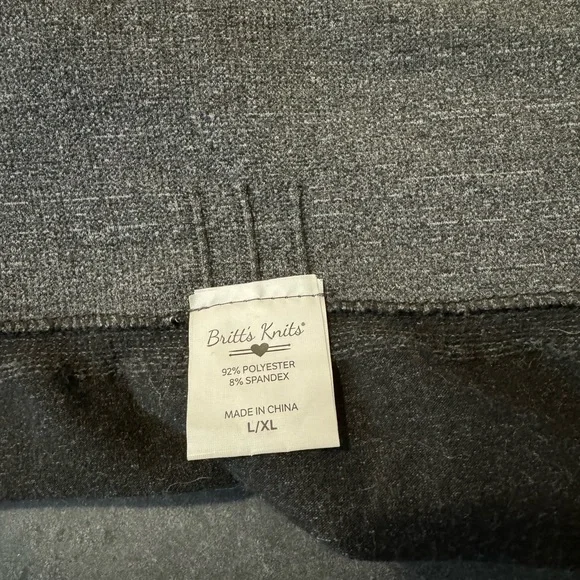 Britt's Knits®
92% POLYESTER
8% SPANDEX
MADE IN CHINA
L/XL